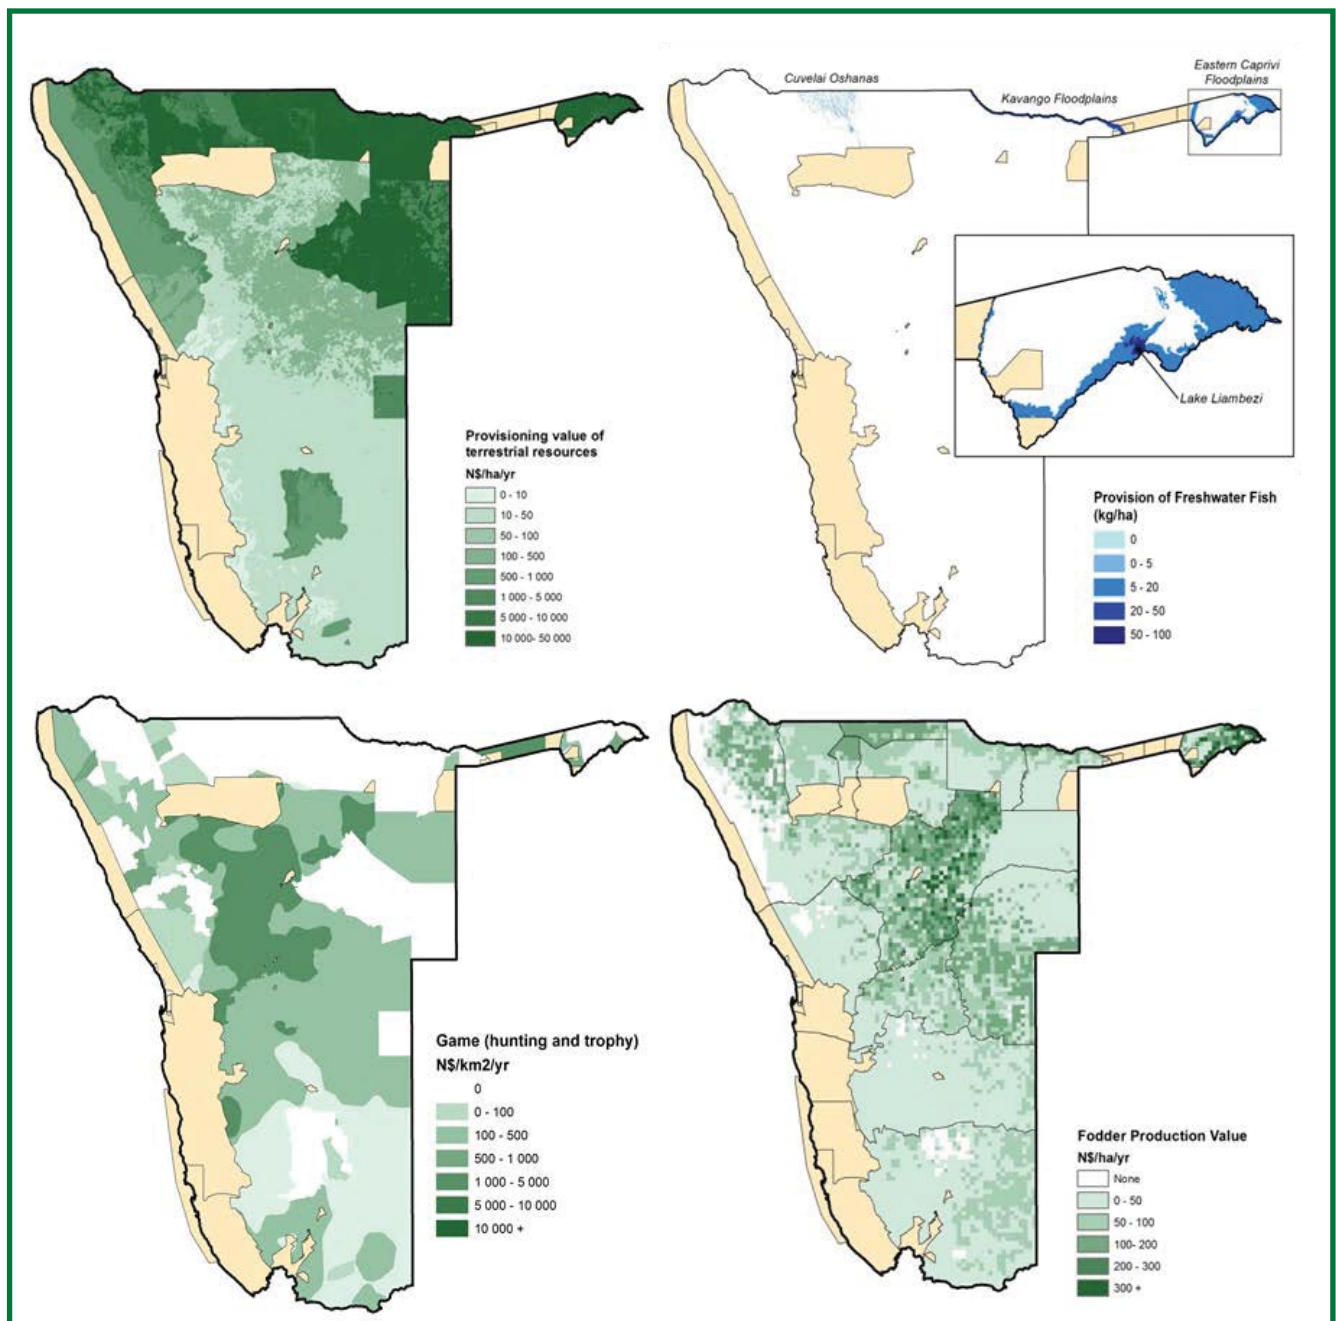 Cuvelai Oshanas
Kavango Floodplains
Eastern Caprivi
Floodplains
Lake Liambezi
Provisioning value of
terrestrial resources
N$/ha/yr
0 - 10
10 - 50
50 - 100
100 - 500
500 - 1 000
1 000 - 5 000
5 000 - 10 000
10 000- 50 000
Provision of Freshwater Fish
(kg/ha)
0
0 - 5
5 - 20
20 - 50
50 - 100
Game (hunting and trophy)
N$/km2/yr
0
0 - 100
100 - 500
500 - 1 000
1 000 - 5 000
5 000 - 10 000
10 000 +
Fodder Production Value
N$/ha/yr
None
0 - 50
50 - 100
100- 200
200 - 300
300 +